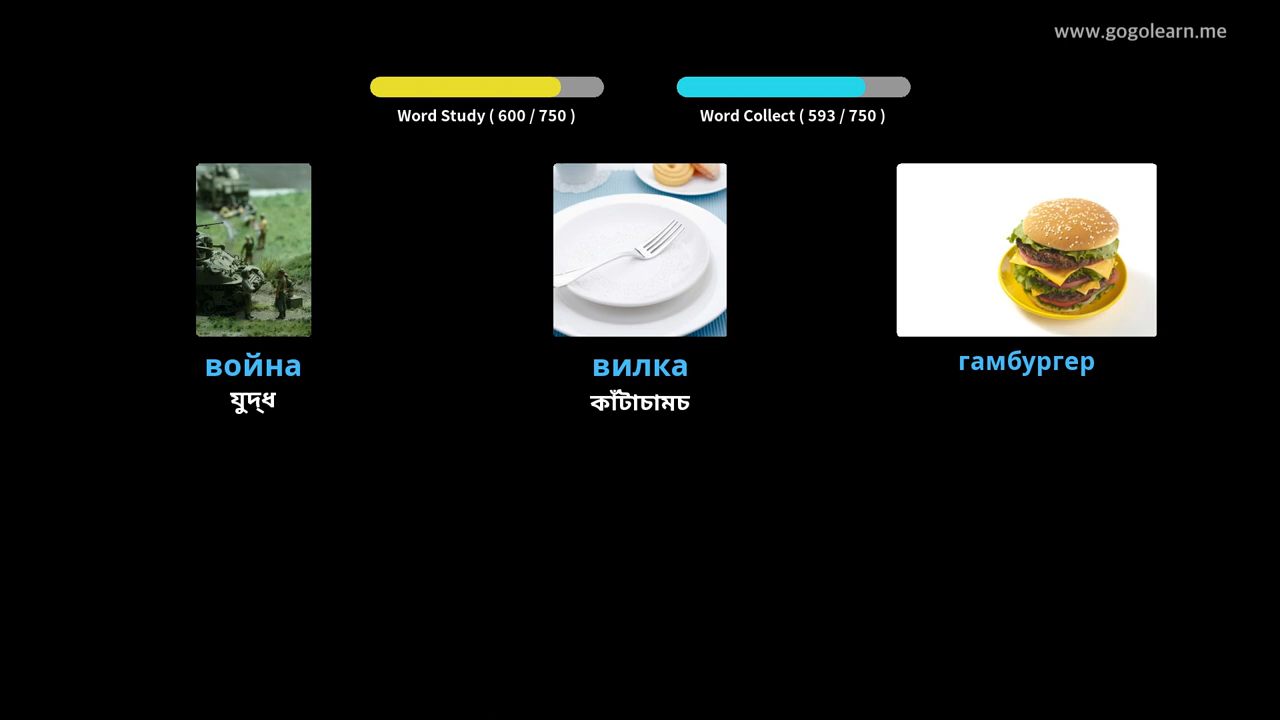 www.gogolearn.me
Word Study ( 600 / 750 )
Word Collect ( 593 / 750 )
война
যুদ্ধ
вилка
কাঁটাচামচ
гамбургер